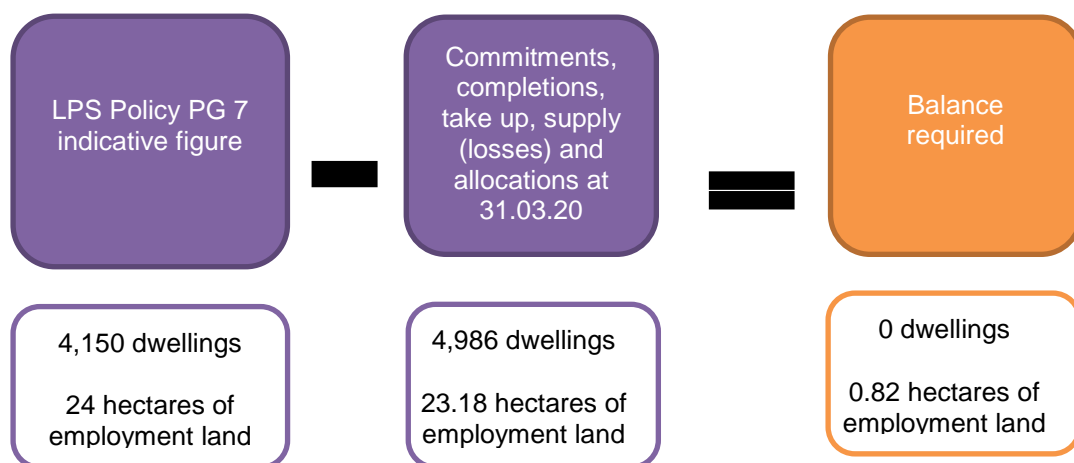 LPS Policy PG 7
indicative figure
Commitments,
completions,
take up, supply
(losses) and
allocations at
31.03.20
Balance
required
4,150 dwellings
24 hectares of
employment land
4,986 dwellings
23.18 hectares of
employment land
0 dwellings
0.82 hectares of
employment land